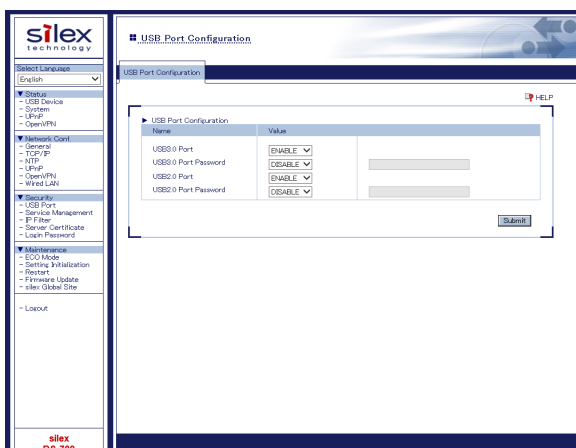 silex
technology
Select Language
English
▼ Status
- USB Device
- System
- UPnP
- OpenVPN
▼ Network Conf.
- General
- TCP/IP
- NTP
- UPnP
- OpenVPN
- Wired LAN
▼ Security
- USB Port
- Service Management
- IP Filter
- Server Certificate
- Login Password
▼ Maintenance
- ECO Mode
- Setting Initialization
- Restart
- Firmware Update
- silex Global Site
- Logout
silex
DS-700
USB Port Configuration
USB Port Configuration
HELP
▶ USB Port Configuration
Name Value
USB3.0 Port ENABLE
USB3.0 Port Password DISABLE
USB2.0 Port ENABLE
USB2.0 Port Password DISABLE
Submit